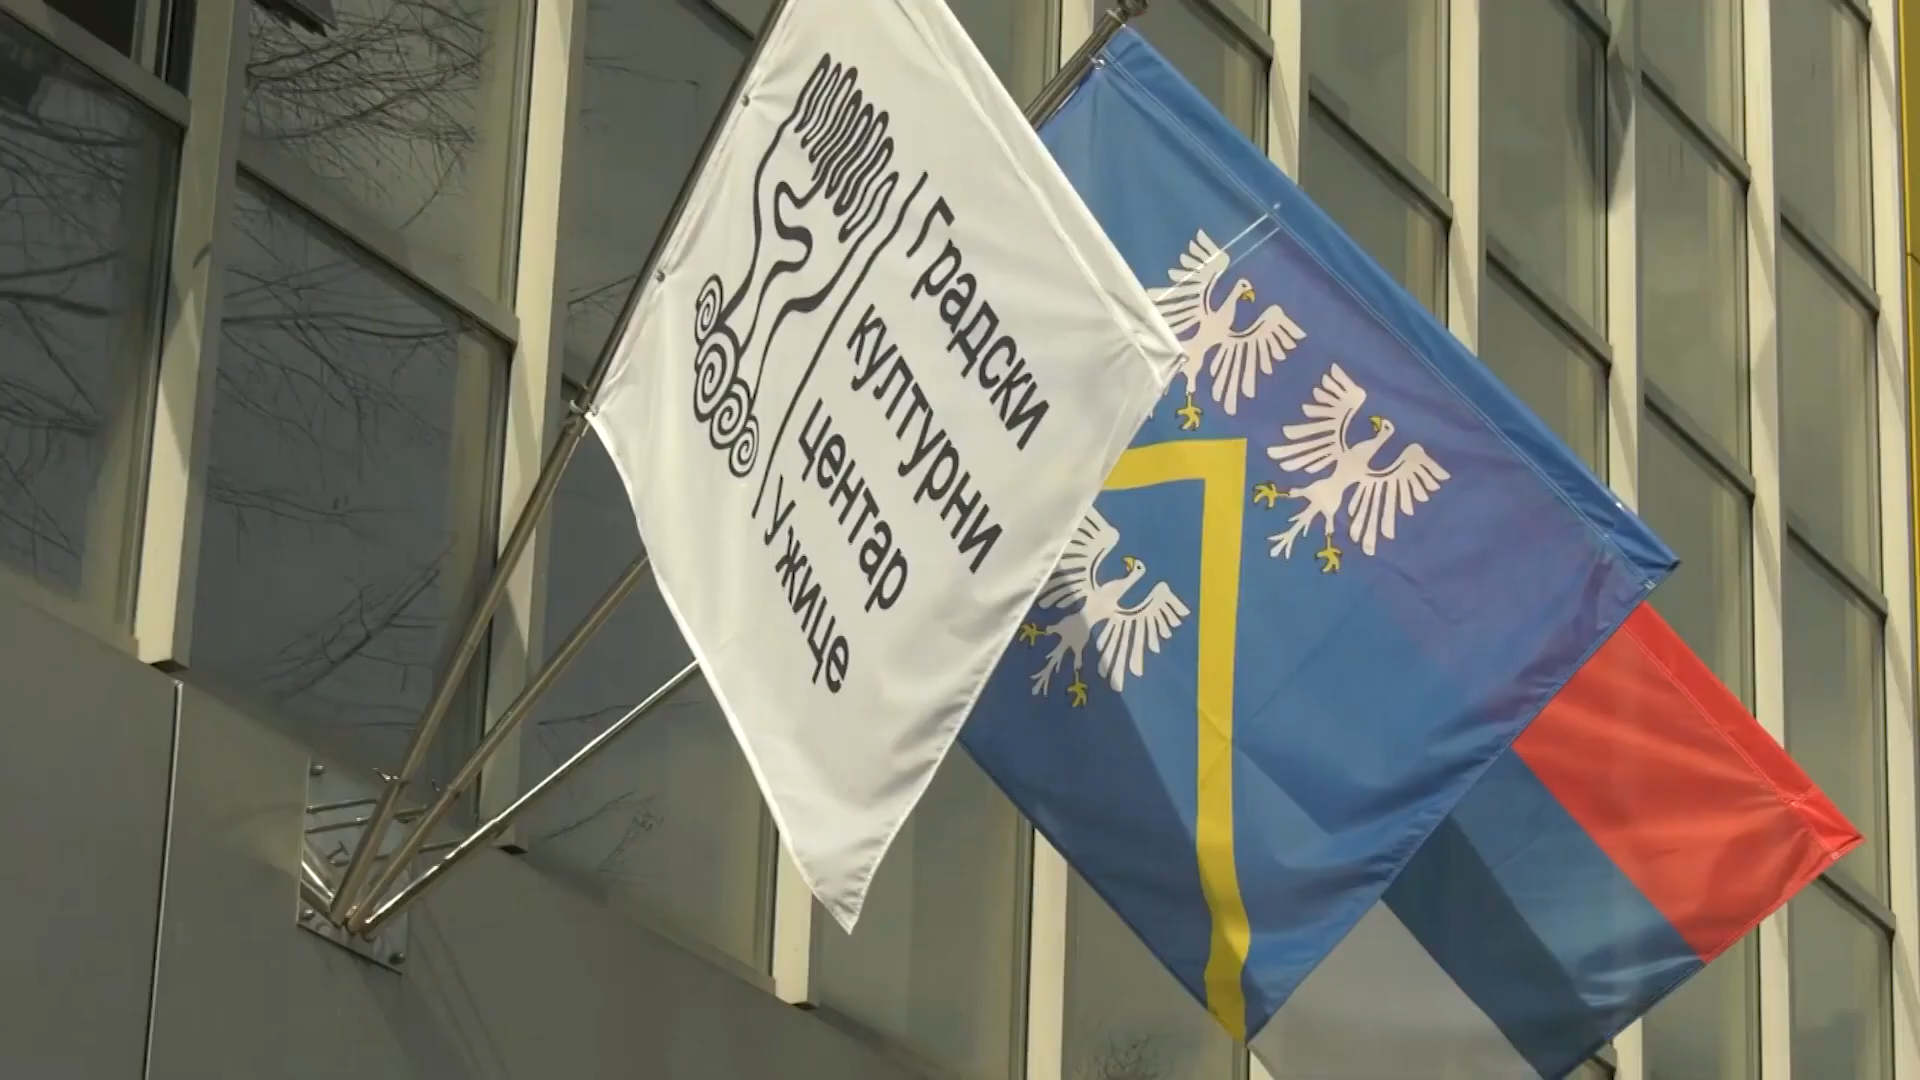 Градски
културни
центар
Ужице